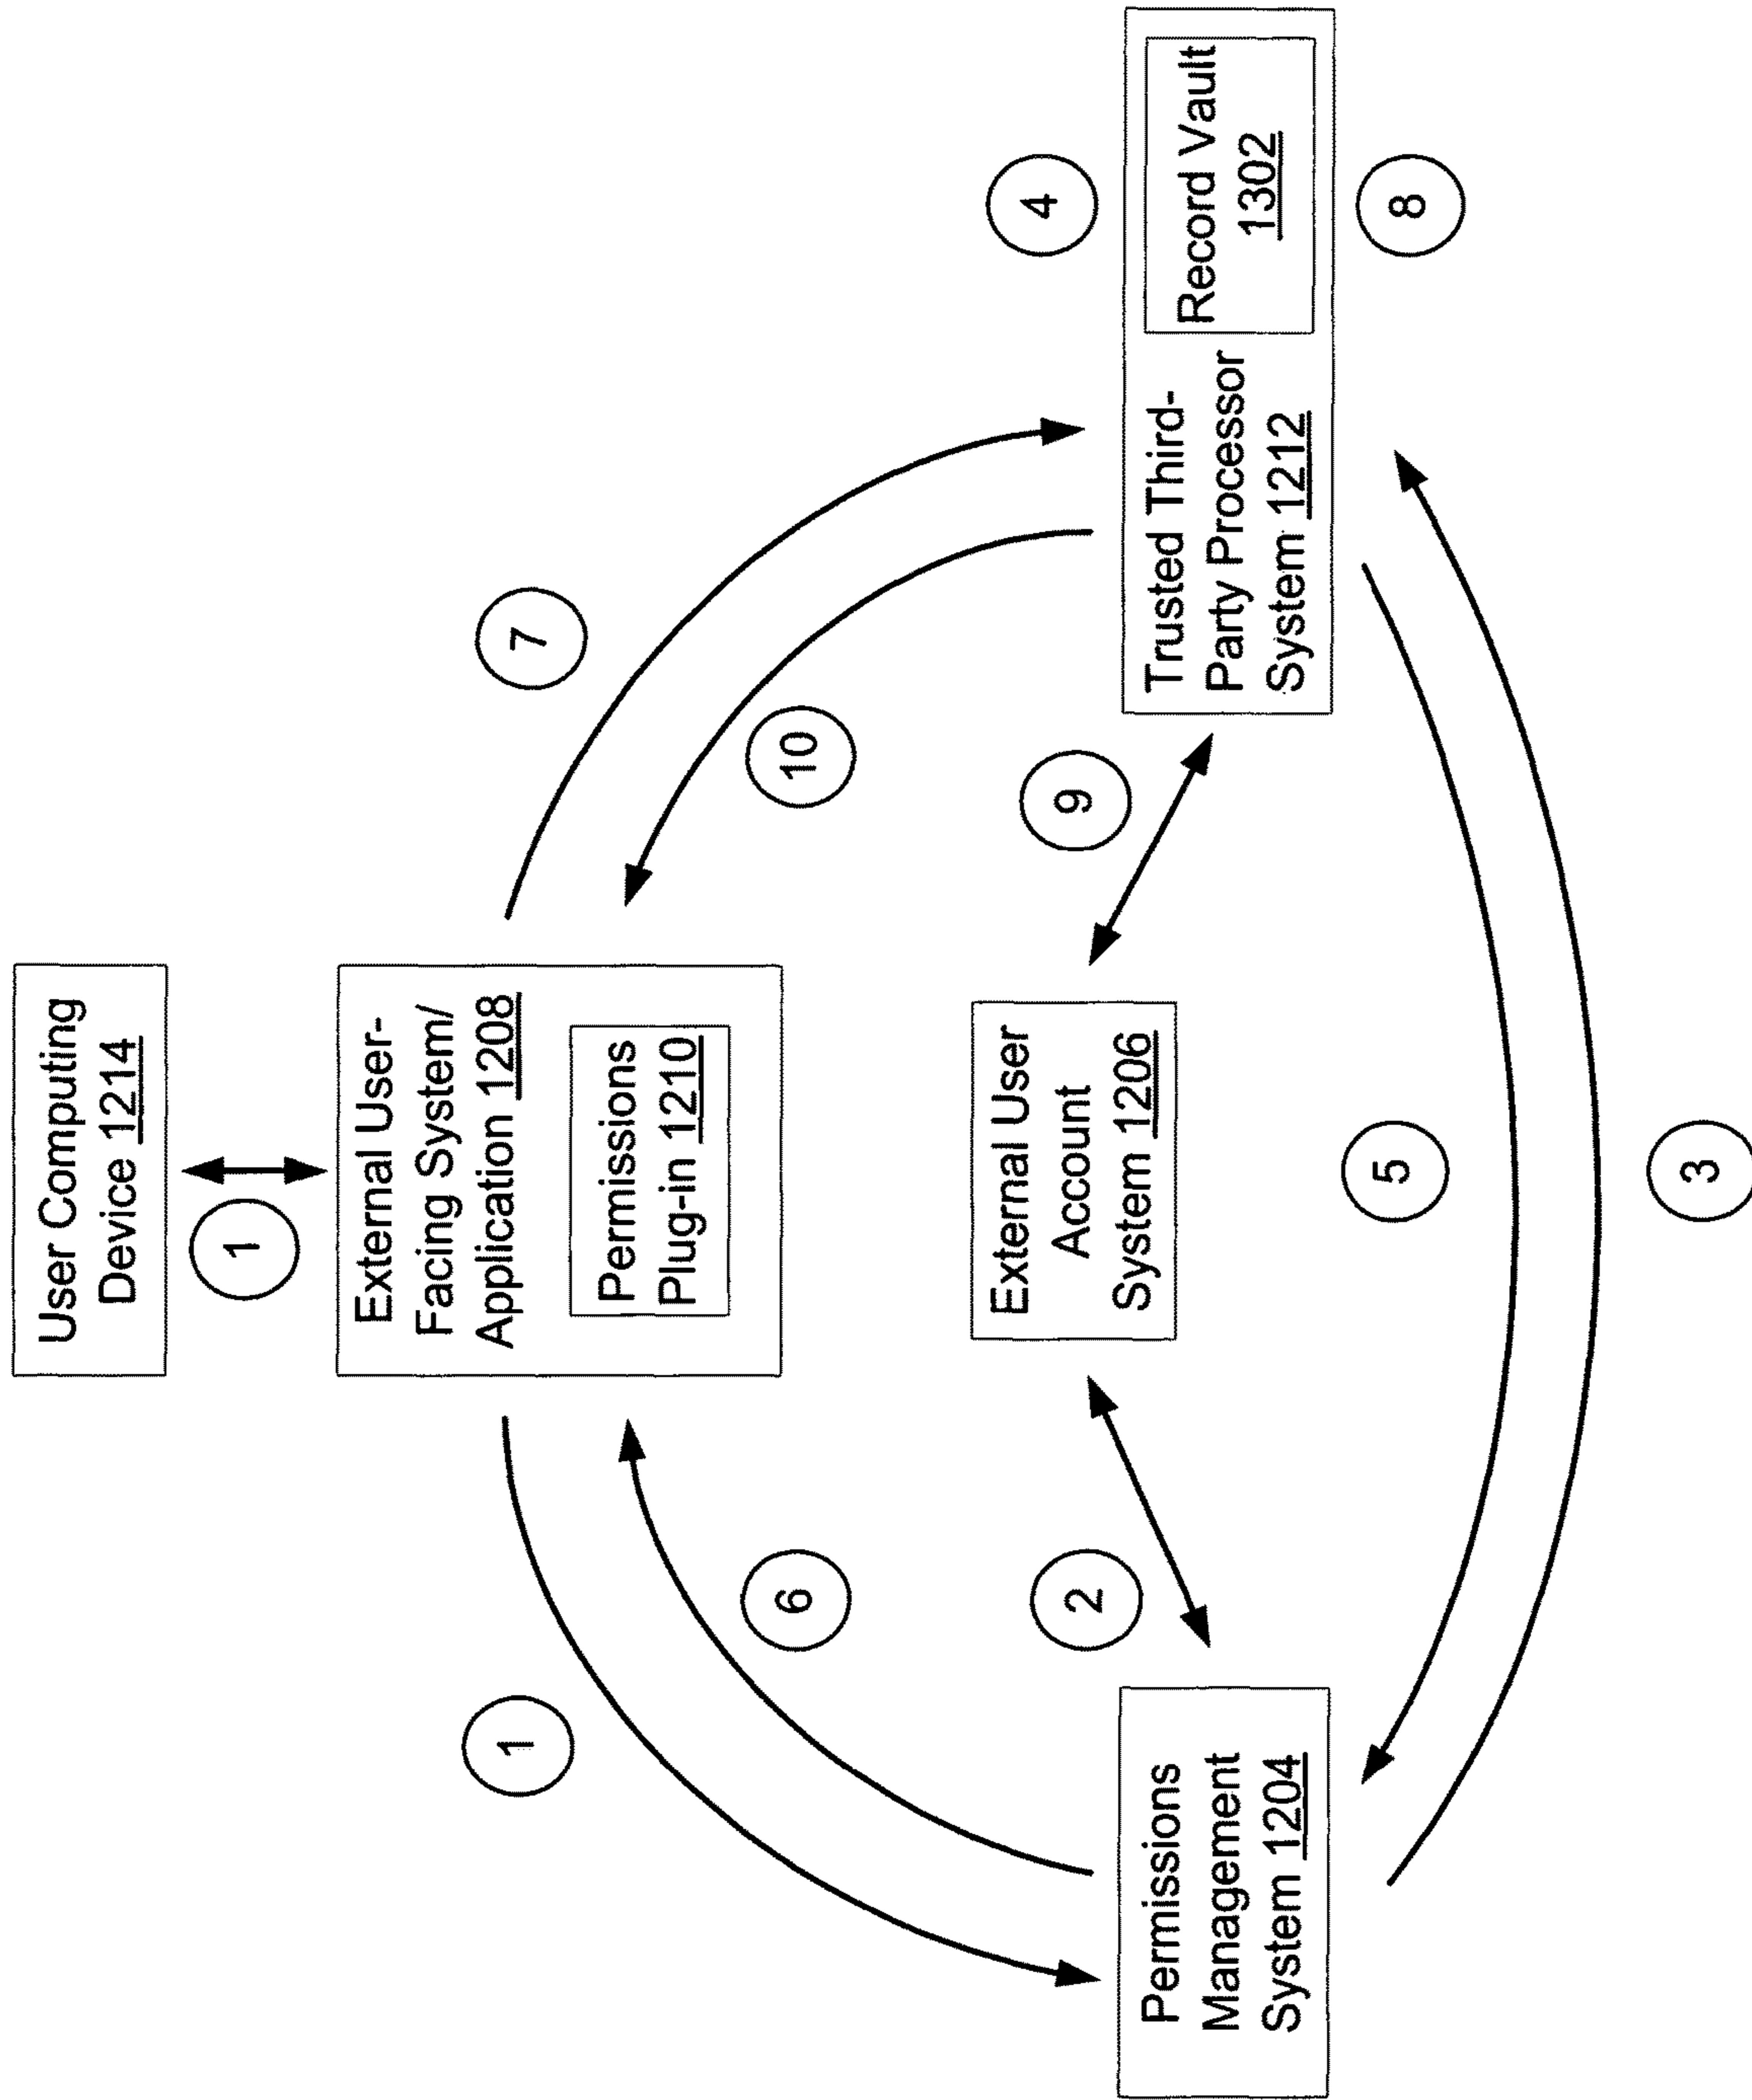 User Computing
Device 1214
1
External User-
Facing System/
Application 1208
Permissions
Plug-in 1210
1
6
7
10
External User
Account
System 1206
2
9
Permissions
Management
System 1204
Trusted Third-
Party Processor
System 1212
Record Vault
1302
4
8
5
3